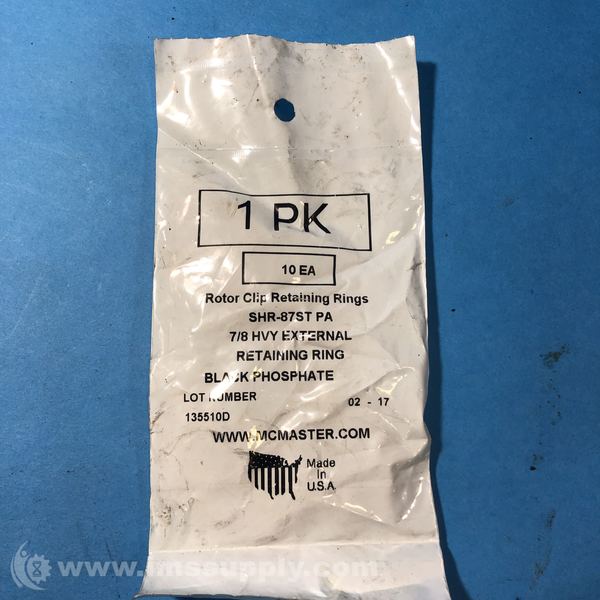 1 PK
10 EA
Rotor Clip Retaining Rings
SHR-87ST PA
7/8 HVY EXTERNAL
RETAINING RING
BLACK PHOSPHATE
LOT NUMBER
02 - 17
135510D
WWW.MCMASTER.COM
Made
In
U.S.A.
www.imssupply.com